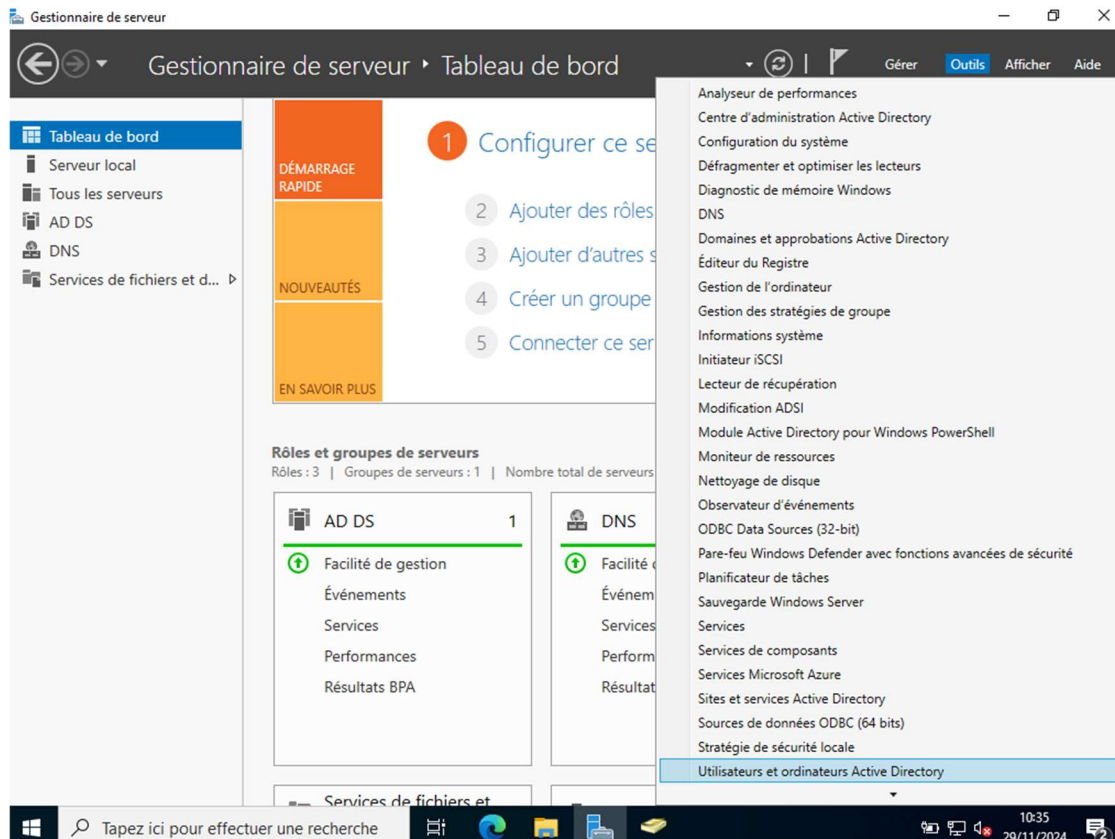 Gestionnaire de serveur
Gestionnaire de serveur ‣ Tableau de bord
Gérer Outils Afficher Aide
Tableau de bord
Serveur local
Tous les serveurs
AD DS
DNS
Services de fichiers et d...
DÉMARRAGE
RAPIDE
NOUVEAUTÉS
EN SAVOIR PLUS
1 Configurer ce se
2 Ajouter des rôles
3 Ajouter d'autres s
4 Créer un groupe
5 Connecter ce ser
Rôles et groupes de serveurs
Rôles : 3 | Groupes de serveurs : 1 | Nombre total de serveurs
AD DS 1
Facilité de gestion
Événements
Services
Performances
Résultats BPA
DNS
Facilité
Événem
Services
Perform
Résultat
Services de fichiers et
Analyseur de performances
Centre d'administration Active Directory
Configuration du système
Défragmenter et optimiser les lecteurs
Diagnostic de mémoire Windows
DNS
Domaines et approbations Active Directory
Éditeur du Registre
Gestion de l'ordinateur
Gestion des stratégies de groupe
Informations système
Initiateur iSCSI
Lecteur de récupération
Modification ADSI
Module Active Directory pour Windows PowerShell
Moniteur de ressources
Nettoyage de disque
Observateur d'événements
ODBC Data Sources (32-bit)
Pare-feu Windows Defender avec fonctions avancées de sécurité
Planificateur de tâches
Sauvegarde Windows Server
Services
Services de composants
Services Microsoft Azure
Sites et services Active Directory
Sources de données ODBC (64 bits)
Stratégie de sécurité locale
Utilisateurs et ordinateurs Active Directory
Tapez ici pour effectuer une recherche
10:35
29/11/2024
2